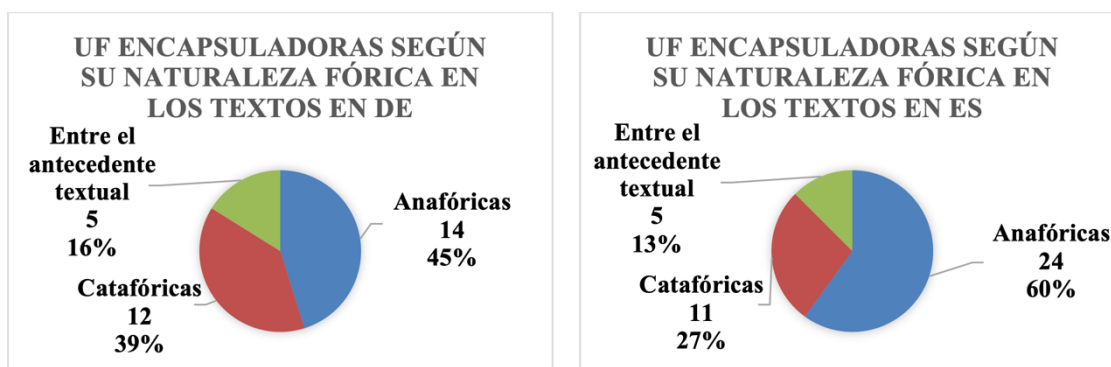 UF ENCAPSULADORAS SEGÚN
SU NATURALEZA FÓRICA EN
LOS TEXTOS EN DE
Entre el
antecedente
textual
5
16%
Anafóricas
14
45%
Catafóricas
12
39%
UF ENCAPSULADORAS SEGÚN
SU NATURALEZA FÓRICA EN
LOS TEXTOS EN ES
Entre el
antecedente
textual
5
13%
Anafóricas
24
60%
Catafóricas
11
27%